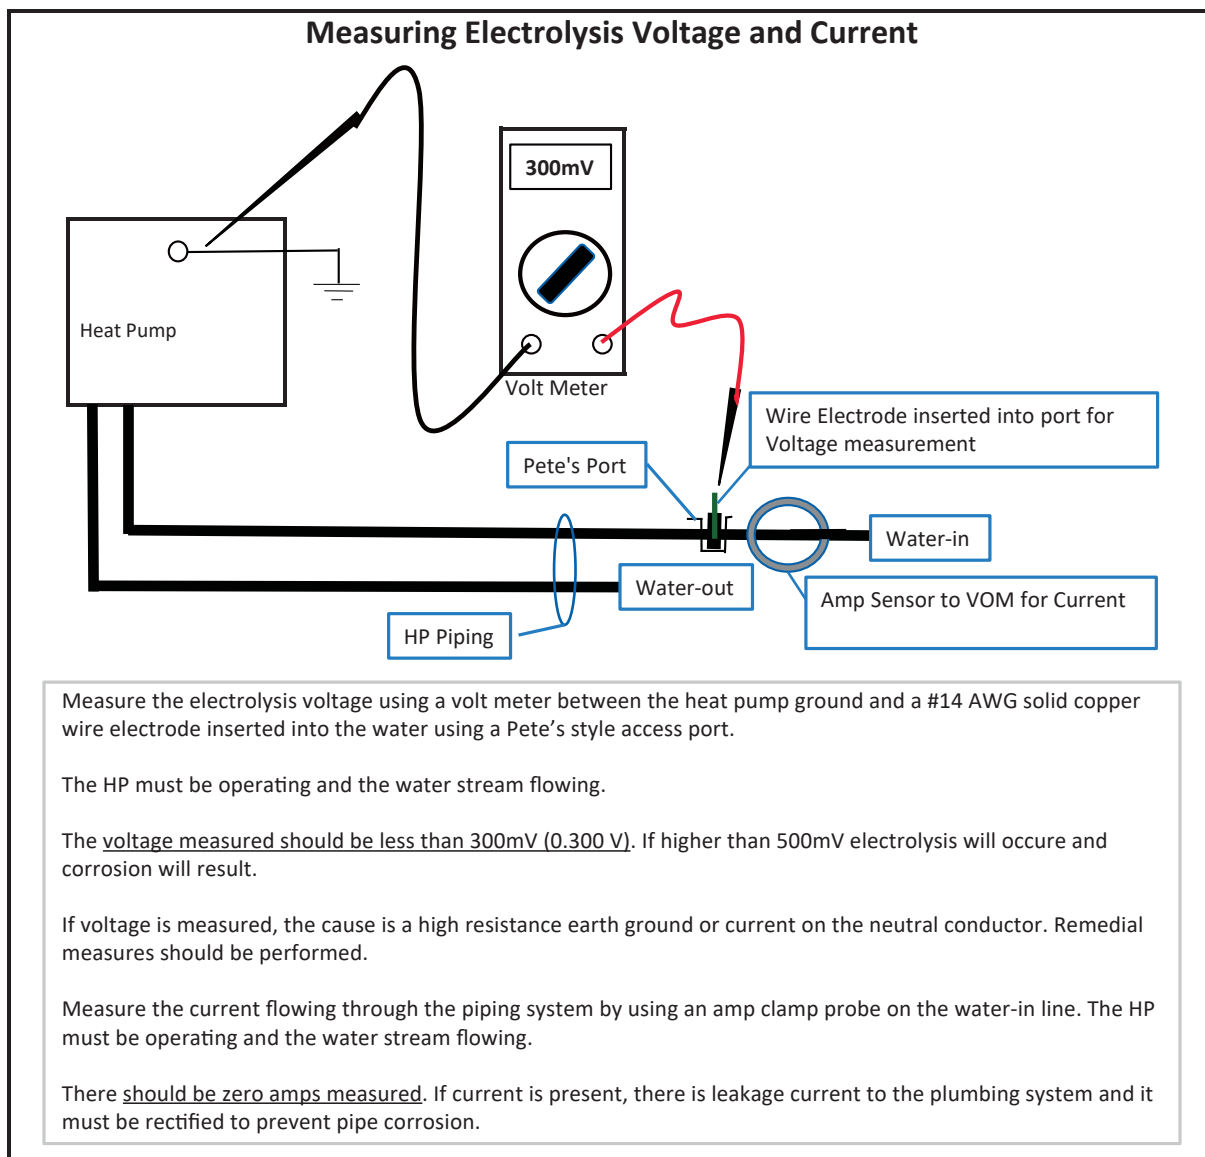 Measuring Electrolysis Voltage and Current
300mV
Heat Pump
Volt Meter
Wire Electrode inserted into port for
Voltage measurement
Pete's Port
Water-in
Water-out
Amp Sensor to VOM for Current
HP Piping
Measure the electrolysis voltage using a volt meter between the heat pump ground and a #14 AWG solid copper
wire electrode inserted into the water using a Pete’s style access port.
The HP must be operating and the water stream flowing.
The voltage measured should be less than 300mV (0.300 V). If higher than 500mV electrolysis will occure and
corrosion will result.
If voltage is measured, the cause is a high resistance earth ground or current on the neutral conductor. Remedial
measures should be performed.
Measure the current flowing through the piping system by using an amp clamp probe on the water-in line. The HP
must be operating and the water stream flowing.
There should be zero amps measured. If current is present, there is leakage current to the plumbing system and it
must be rectified to prevent pipe corrosion.